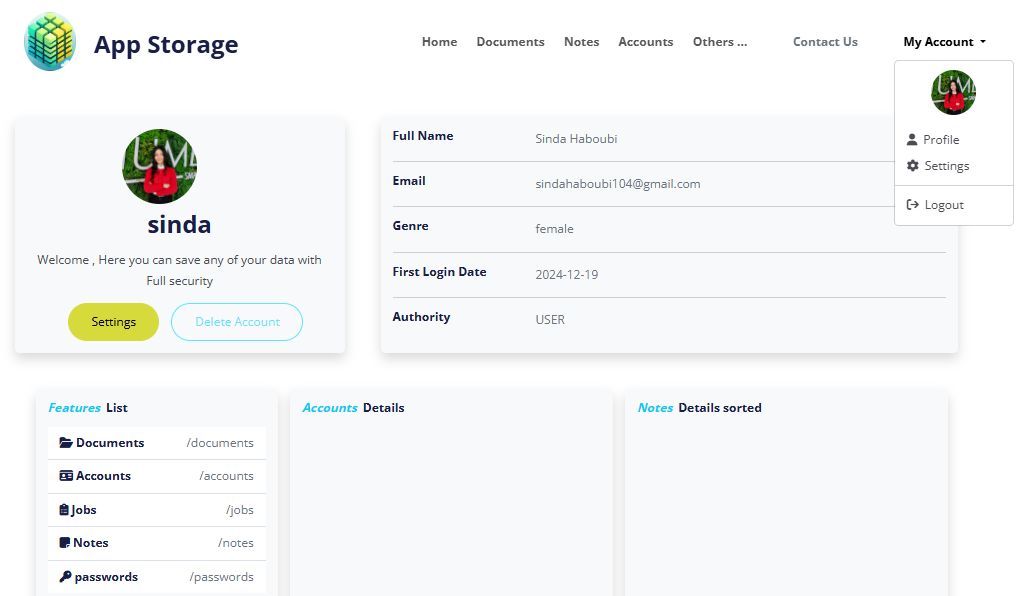 App Storage
Home Documents Notes Accounts Others ... Contact Us My Account
Profile
Settings
Logout
sinda
Welcome , Here you can save any of your data with
Full security
Settings Delete Account
Full Name Sinda Haboubi
Email sindahaboubi104@gmail.com
Genre female
First Login Date 2024-12-19
Authority USER
Features List
Documents /documents
Accounts /accounts
Jobs /jobs
Notes /notes
passwords /passwords
Accounts Details
Notes Details sorted